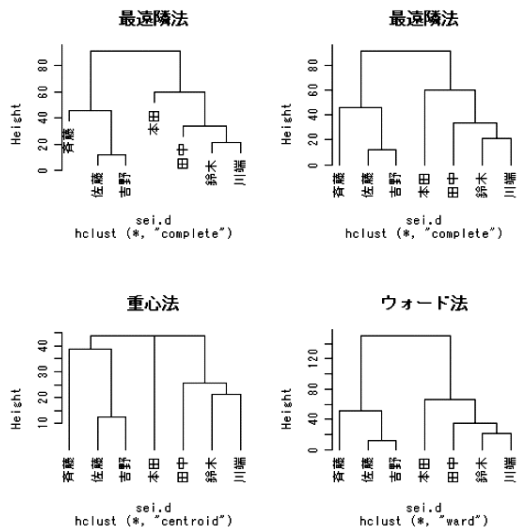 最遠隣法
Height
0 20 40 60 80
斉藤 佐藤 吉野 本田 田中 鈴木 川端
sei.d
hclust (*, "complete")
最遠隣法
Height
0 20 40 60 80
斉藤 佐藤 吉野 本田 田中 鈴木 川端
sei.d
hclust (*, "complete")
重心法
Height
10 20 30 40
斉藤 佐藤 吉野 本田 田中 鈴木 川端
sei.d
hclust (*, "centroid")
ウォード法
Height
0 40 80 120
斉藤 佐藤 吉野 本田 田中 鈴木 川端
sei.d
hclust (*, "ward")